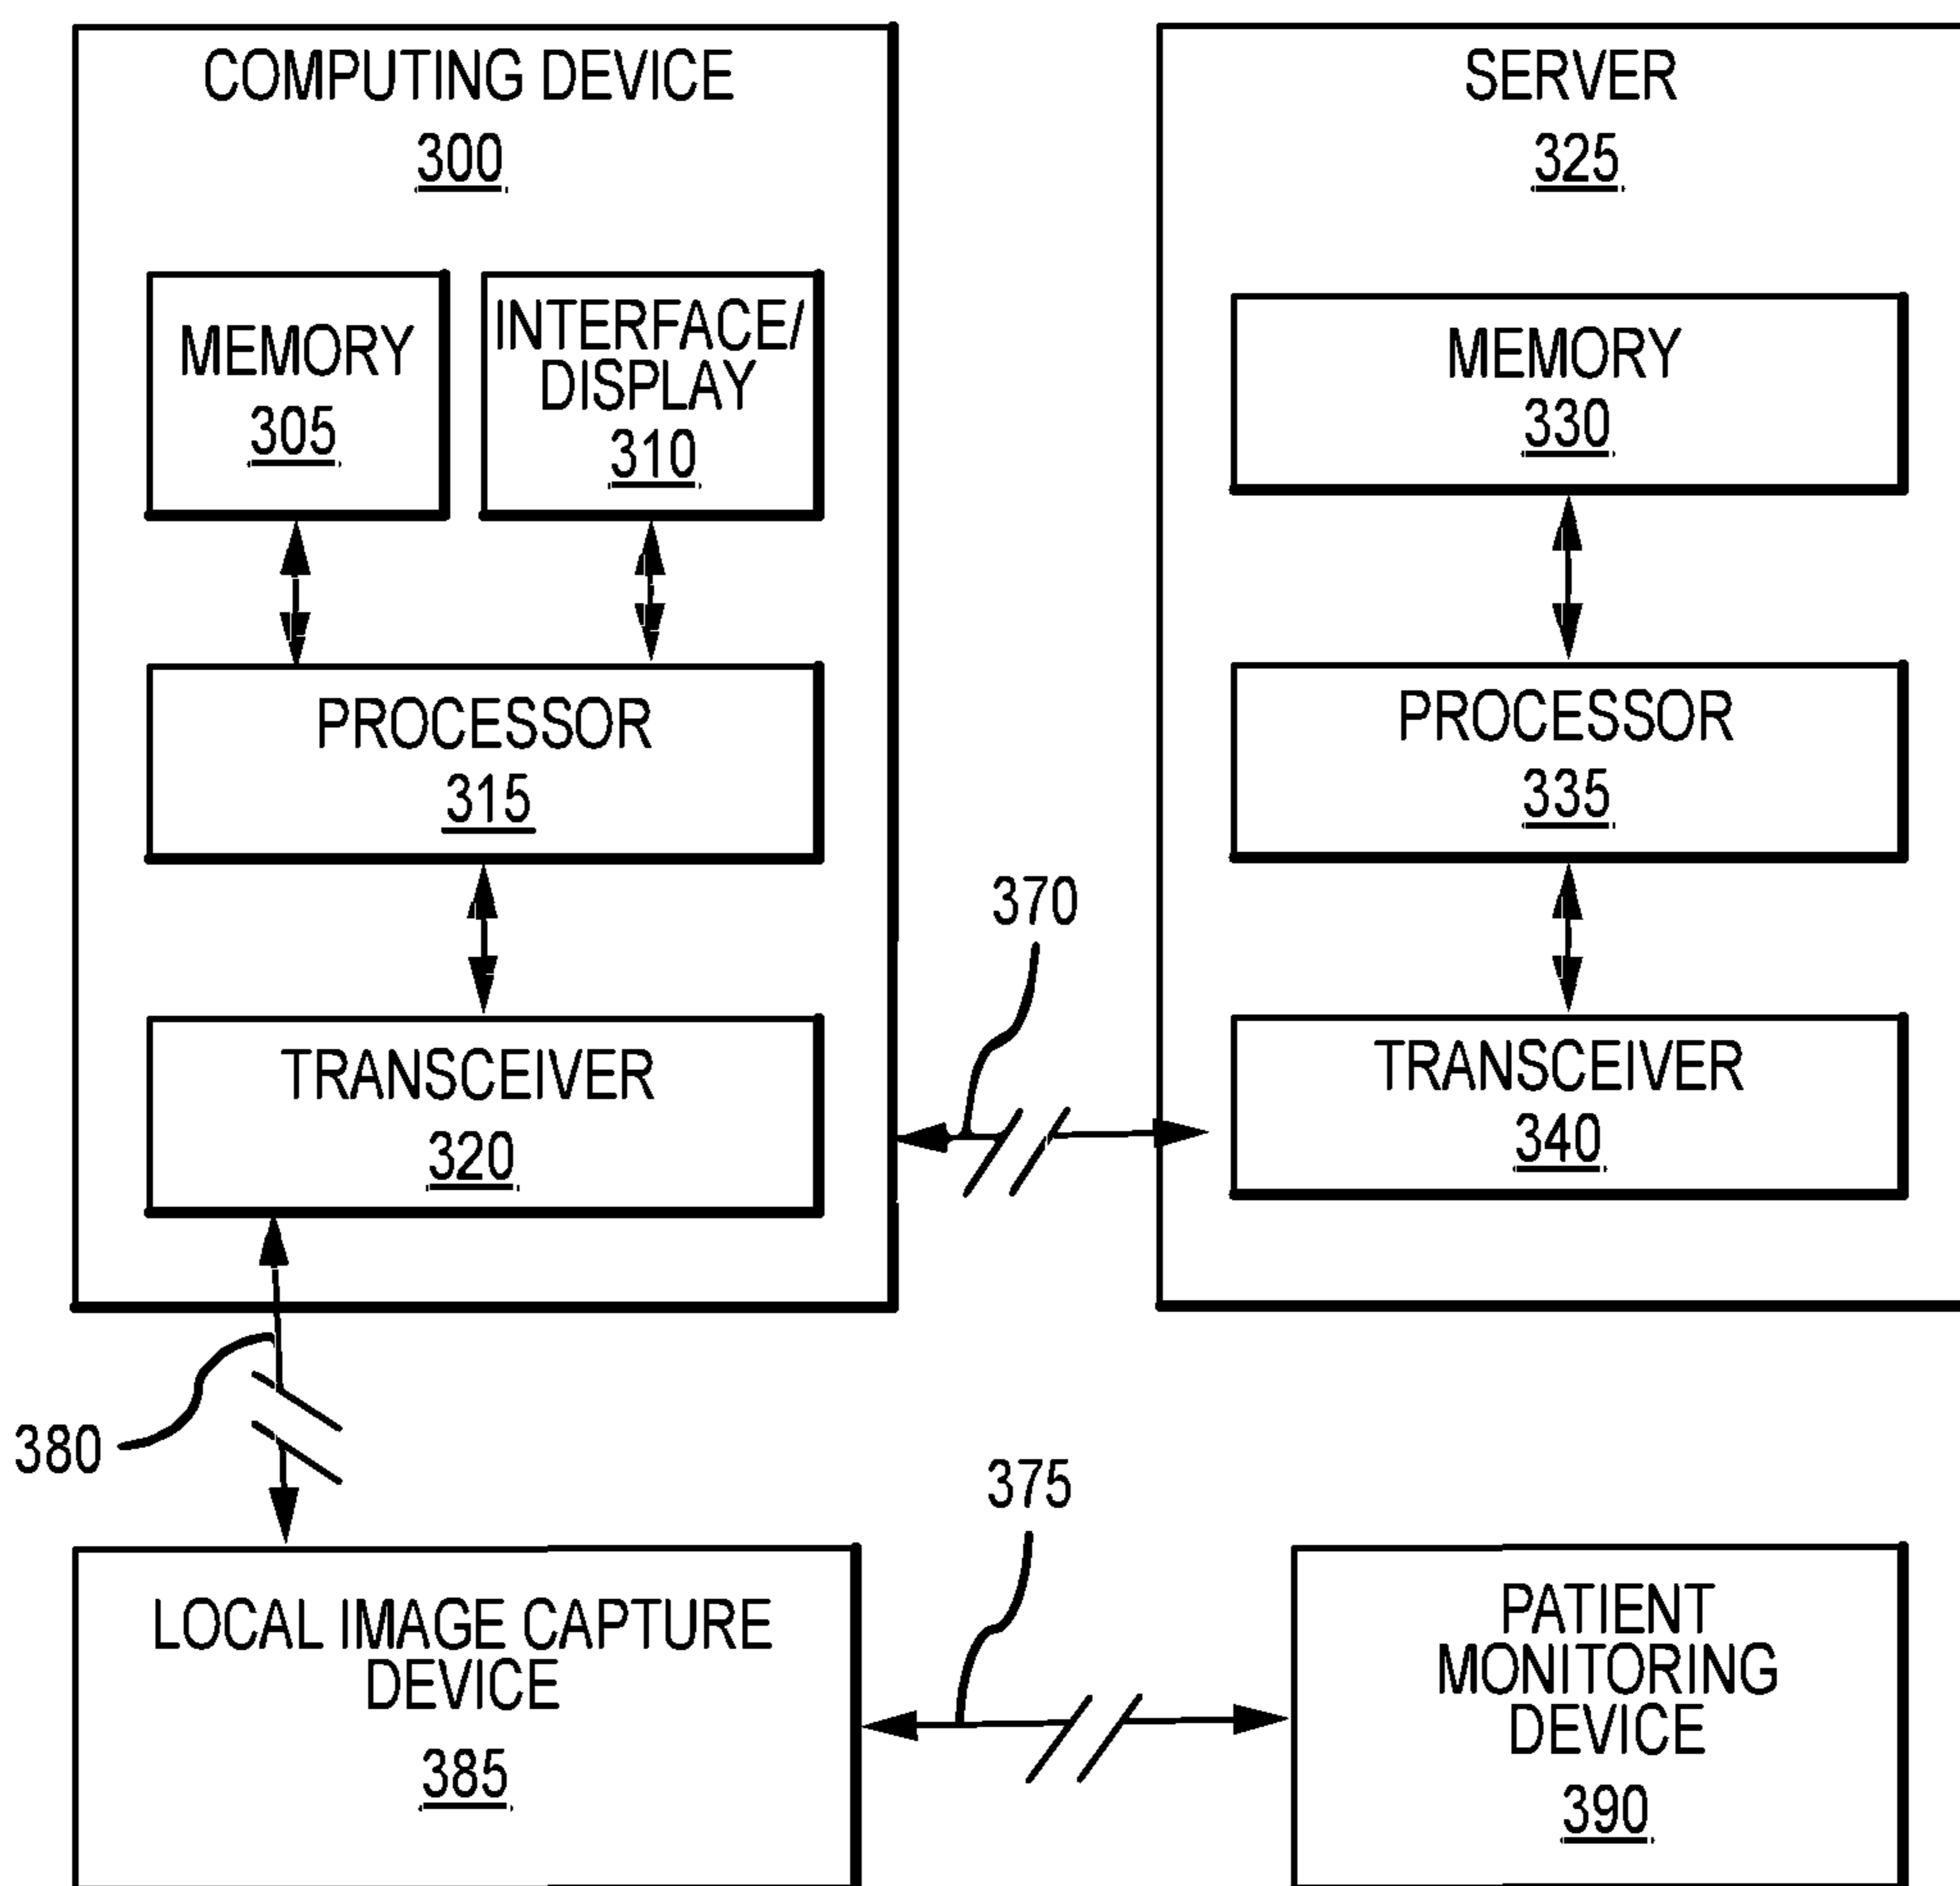 COMPUTING DEVICE
300
MEMORY
305
INTERFACE/
DISPLAY
310
PROCESSOR
315
TRANSCEIVER
320
SERVER
325
MEMORY
330
PROCESSOR
335
TRANSCEIVER
340
370
380
375
LOCAL IMAGE CAPTURE
DEVICE
385
PATIENT
MONITORING
DEVICE
390